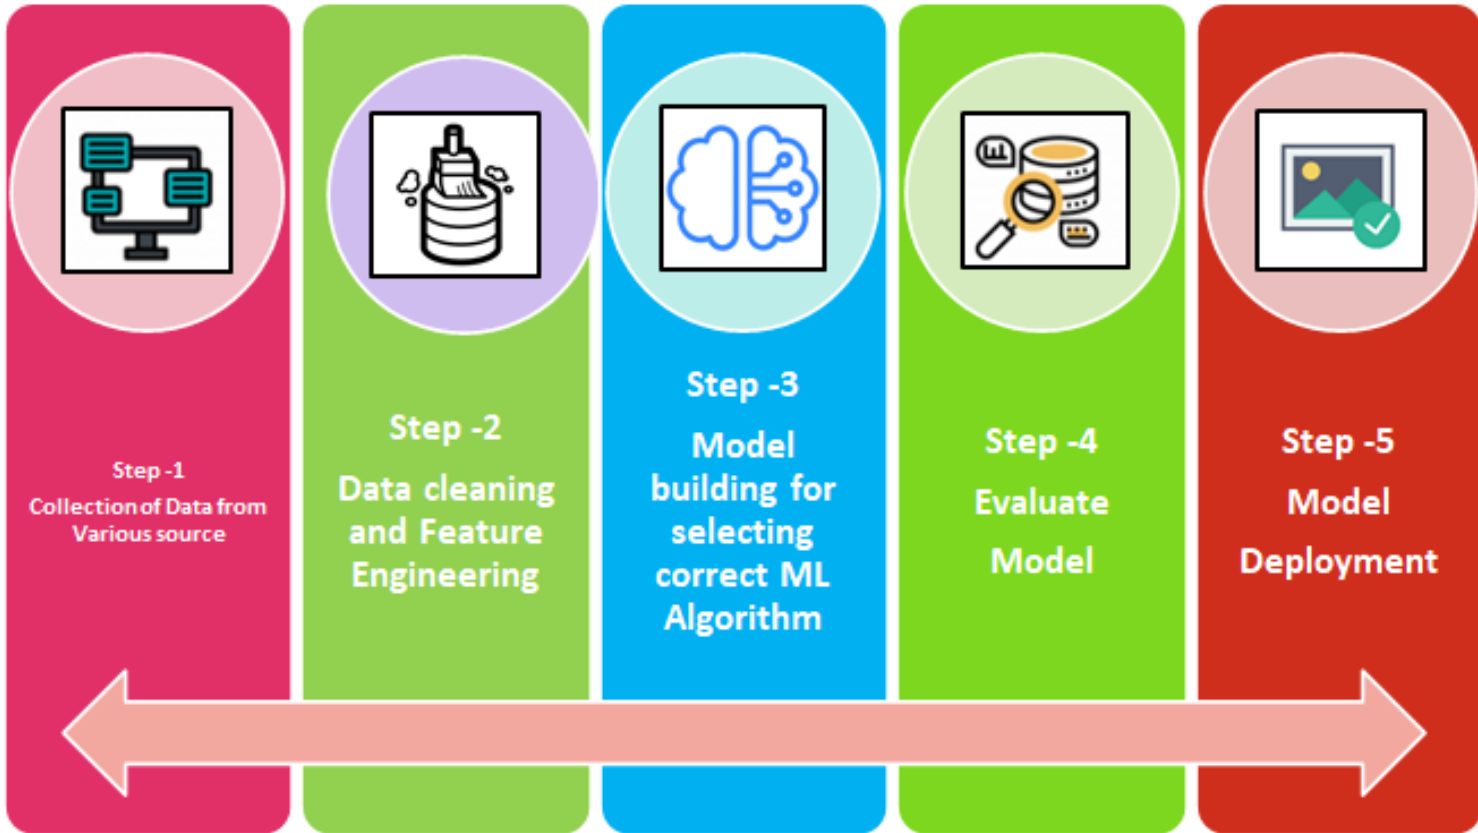 Step -1
Collection of Data from
Various source
Step -2
Data cleaning
and Feature
Engineering
Step -3
Model
building for
selecting
correct ML
Algorithm
Step -4
Evaluate
Model
Step -5
Model
Deployment